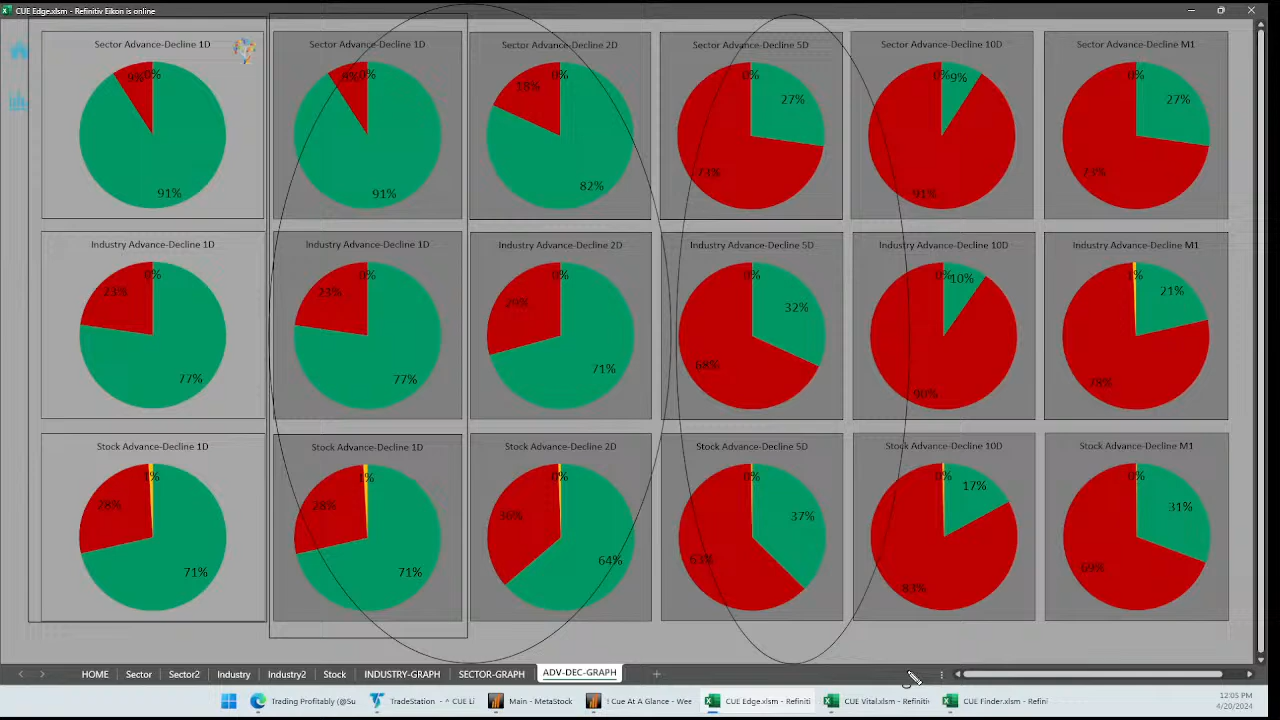 CUE Edge.xlsm - Refinitiv Eikon is online
Sector Advance-Decline 1D
9%
0%
91%
Sector Advance-Decline 1D
9%
0%
91%
Sector Advance-Decline 2D
18%
0%
82%
Sector Advance-Decline 5D
0%
27%
73%
Sector Advance-Decline 10D
0%
9%
91%
Sector Advance-Decline M1
0%
27%
73%
Industry Advance-Decline 1D
23%
0%
77%
Industry Advance-Decline 1D
23%
0%
77%
Industry Advance-Decline 2D
29%
0%
71%
Industry Advance-Decline 5D
0%
32%
68%
Industry Advance-Decline 10D
0%
10%
90%
Industry Advance-Decline M1
1%
21%
78%
Stock Advance-Decline 1D
28%
1%
71%
Stock Advance-Decline 1D
28%
1%
71%
Stock Advance-Decline 2D
36%
0%
64%
Stock Advance-Decline 5D
0%
37%
63%
Stock Advance-Decline 10D
0%
17%
83%
Stock Advance-Decline M1
0%
31%
69%
HOME Sector Sector2 Industry Industry2 Stock INDUSTRY-GRAPH SECTOR-GRAPH ADV-DEC-GRAPH
Trading Profitably (@Su TradeStation - ^ CUE Li Main - MetaStock ! Cue At A Glance - Wee CUE Edge.xlsm - Refiniti CUE Vital.xlsm - Refinit CUE Finder.xlsm - Refini
12:05 PM
4/20/2024